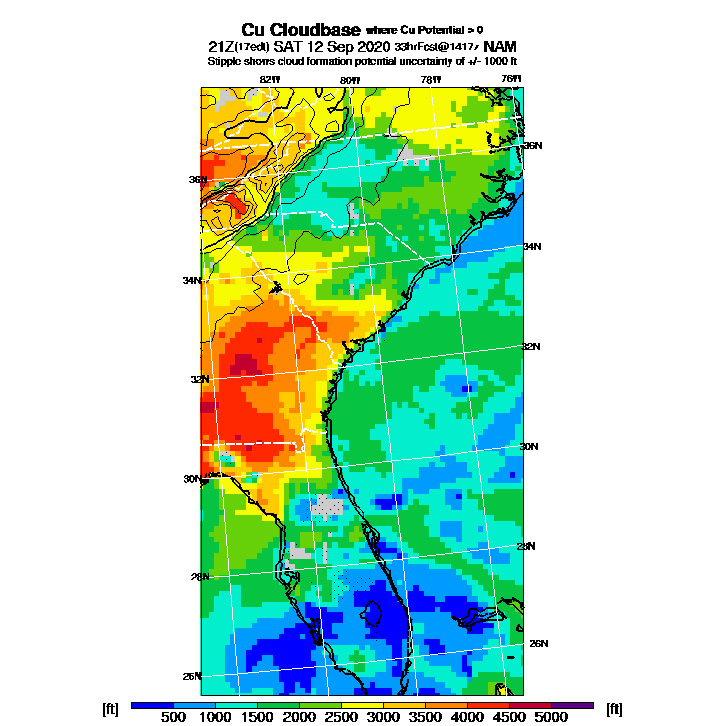 Cu Cloudbase where Cu Potential > 0
21Z(17edt) SAT 12 Sep 2020 33hrFcst@1417z NAM
Stipple shows cloud formation potential uncertainty of +/- 1000 ft
82W 80W 78W 76W
36N
36N
34N
34N
32N
32N
30N
30N
28N
28N
26N
26N
[ft] 500 1000 1500 2000 2500 3000 3500 4000 4500 5000 [ft]